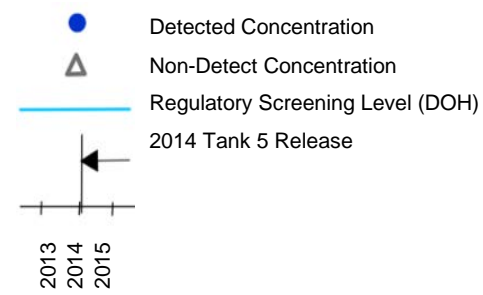 Detected Concentration
Non-Detect Concentration
Regulatory Screening Level (DOH)
2014 Tank 5 Release
2013
2014
2015